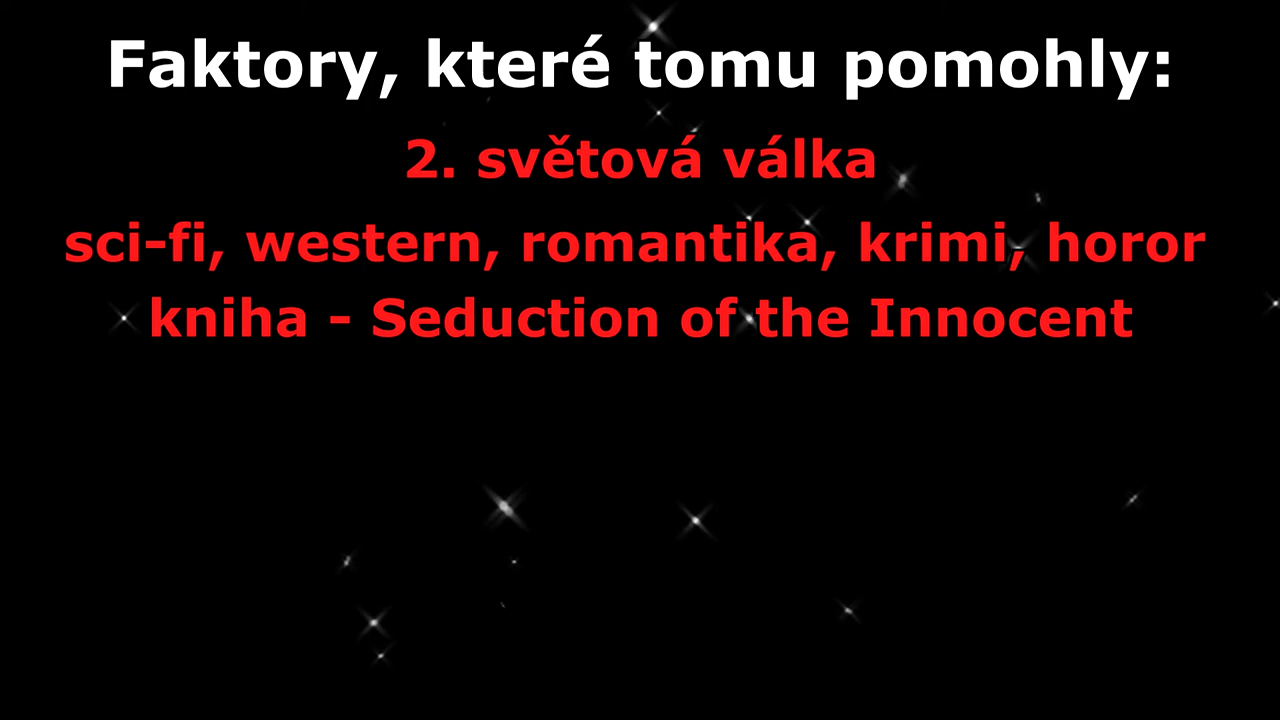 Faktory, které tomu pomohly:
2. světová válka
sci-fi, western, romantika, krimi, horor
kniha - Seduction of the Innocent